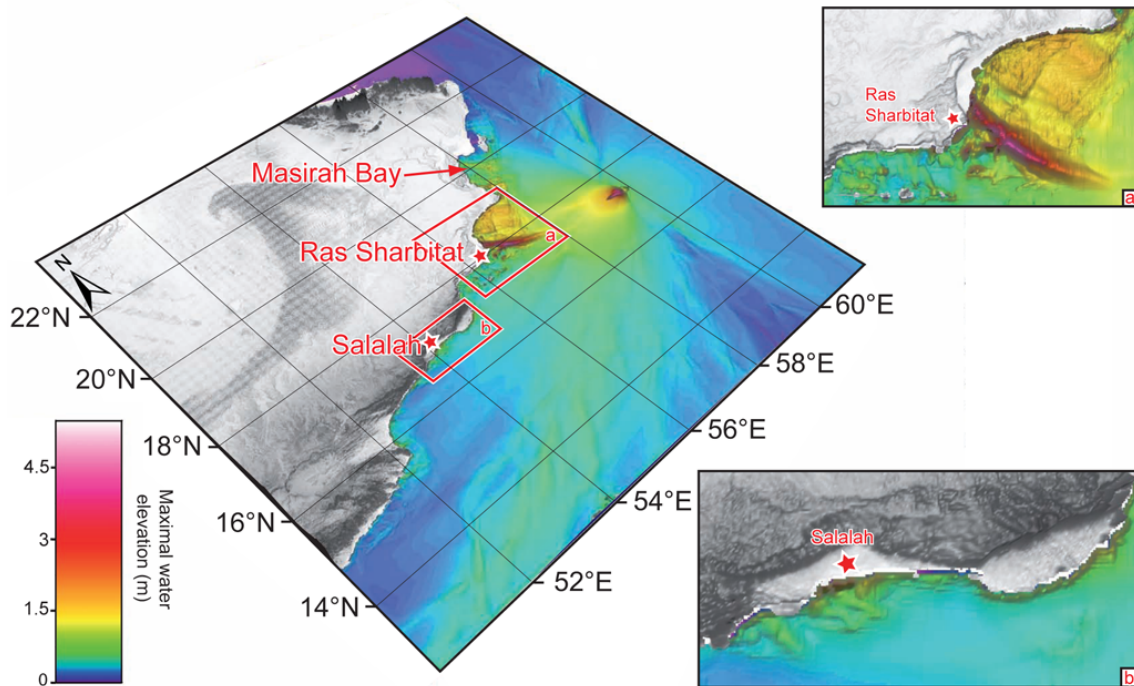 Masirah Bay
Ras Sharbitat
Salalah
a
b
N
22°N
20°N
18°N
16°N
14°N
60°E
58°E
56°E
54°E
52°E
4.5
3
1.5
0
Maximal water
elevation (m)
Ras
Sharbitat
a
Salalah
b